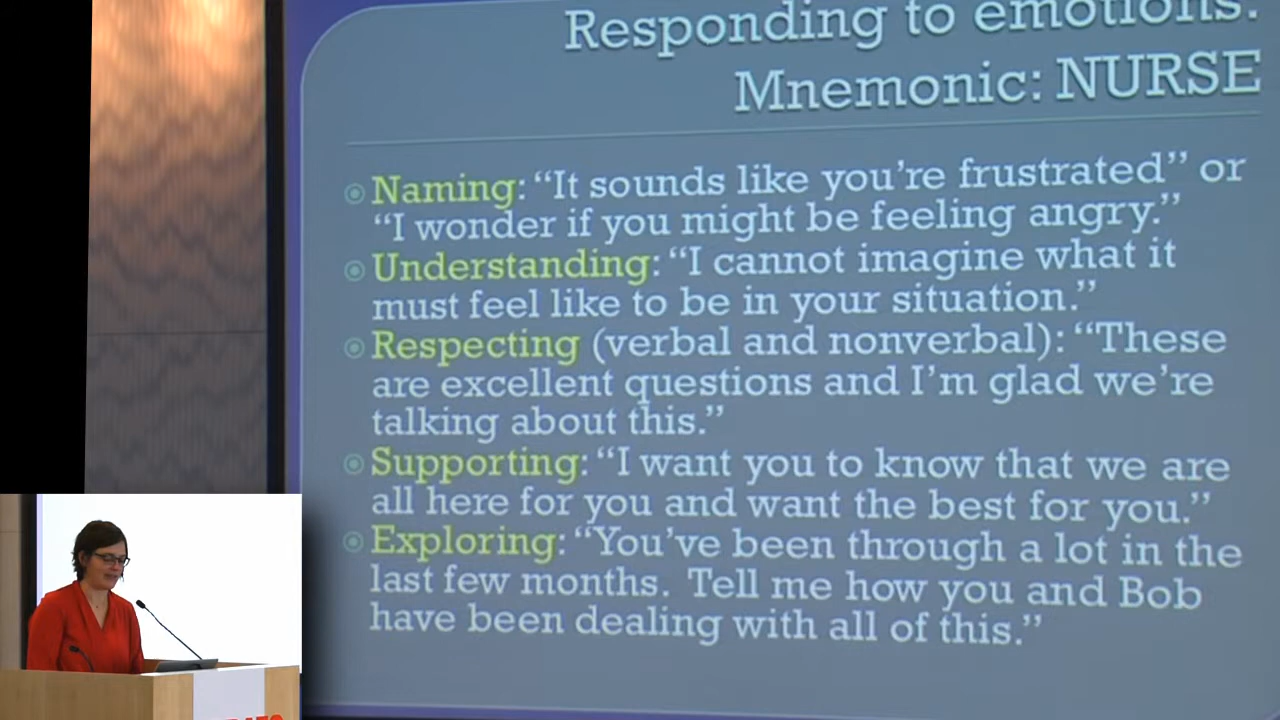 Responding to emotions:
Mnemonic: NURSE
Naming: “It sounds like you’re frustrated” or
“I wonder if you might be feeling angry.”
Understanding: “I cannot imagine what it
must feel like to be in your situation.”
Respecting (verbal and nonverbal): “These
are excellent questions and I’m glad we’re
talking about this.”
Supporting: “I want you to know that we are
all here for you and want the best for you.”
Exploring: “You’ve been through a lot in the
last few months. Tell me how you and Bob
have been dealing with all of this.”